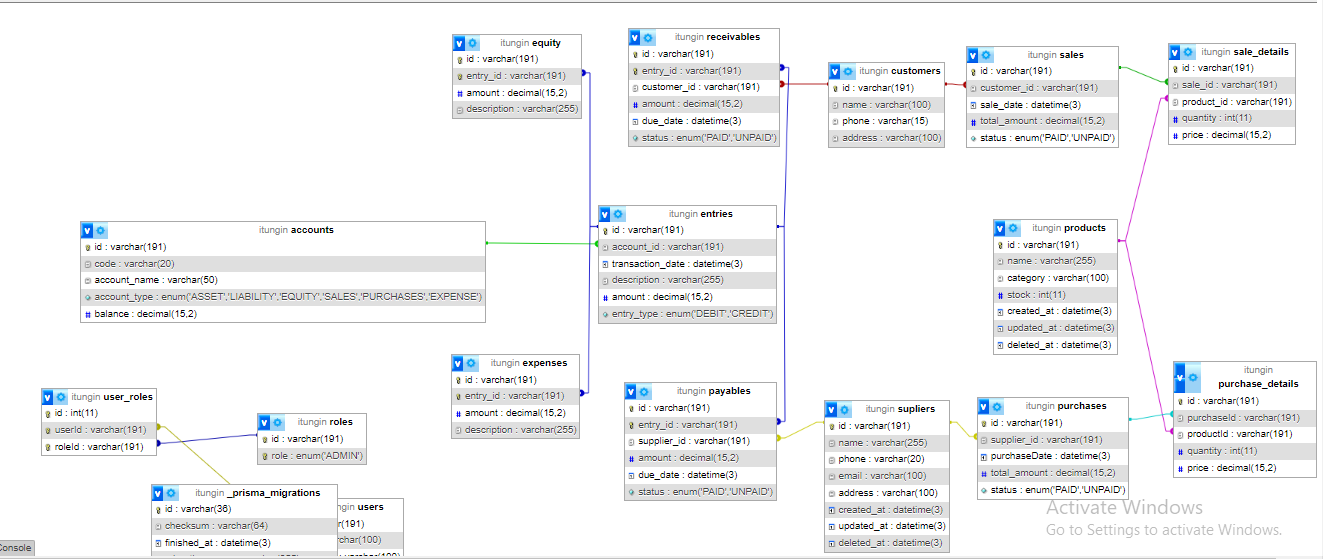 itungin equity
id : varchar(191)
entry_id : varchar(191)
amount : decimal(15,2)
description : varchar(255)
itungin receivables
id : varchar(191)
entry_id : varchar(191)
customer_id : varchar(191)
amount : decimal(15,2)
due_date : datetime(3)
status : enum('PAID','UNPAID')
itungin customers
id : varchar(191)
name : varchar(100)
phone : varchar(15)
address : varchar(100)
itungin sales
id : varchar(191)
customer_id : varchar(191)
sale_date : datetime(3)
total_amount : decimal(15,2)
status : enum('PAID','UNPAID')
itungin sale_details
id : varchar(191)
sale_id : varchar(191)
product_id : varchar(191)
quantity : int(11)
price : decimal(15,2)
itungin accounts
id : varchar(191)
code : varchar(20)
account_name : varchar(50)
account_type : enum('ASSET','LIABILITY','EQUITY','SALES','PURCHASES','EXPENSE')
balance : decimal(15,2)
itungin entries
id : varchar(191)
account_id : varchar(191)
transaction_date : datetime(3)
description : varchar(255)
amount : decimal(15,2)
entry_type : enum('DEBIT','CREDIT')
itungin products
id : varchar(191)
name : varchar(255)
category : varchar(100)
stock : int(11)
created_at : datetime(3)
updated_at : datetime(3)
deleted_at : datetime(3)
itungin expenses
id : varchar(191)
entry_id : varchar(191)
amount : decimal(15,2)
description : varchar(255)
itungin payables
id : varchar(191)
entry_id : varchar(191)
supplier_id : varchar(191)
amount : decimal(15,2)
due_date : datetime(3)
status : enum('PAID','UNPAID')
itungin supliers
id : varchar(191)
name : varchar(255)
phone : varchar(20)
email : varchar(100)
address : varchar(100)
created_at : datetime(3)
updated_at : datetime(3)
deleted_at : datetime(3)
itungin purchases
id : varchar(191)
supplier_id : varchar(191)
purchaseDate : datetime(3)
total_amount : decimal(15,2)
status : enum('PAID','UNPAID')
itungin
purchase_details
id : varchar(191)
purchaseId : varchar(191)
productId : varchar(191)
quantity : int(11)
price : decimal(15,2)
itungin user_roles
id : int(11)
userId : varchar(191)
roleId : varchar(191)
itungin roles
id : varchar(191)
role : enum('ADMIN')
itungin _prisma_migrations
id : varchar(36)
checksum : varchar(64)
finished_at : datetime(3)
ngin users
r(191)
rchar(100)
Console
Activate Windows
Go to Settings to activate Windows.